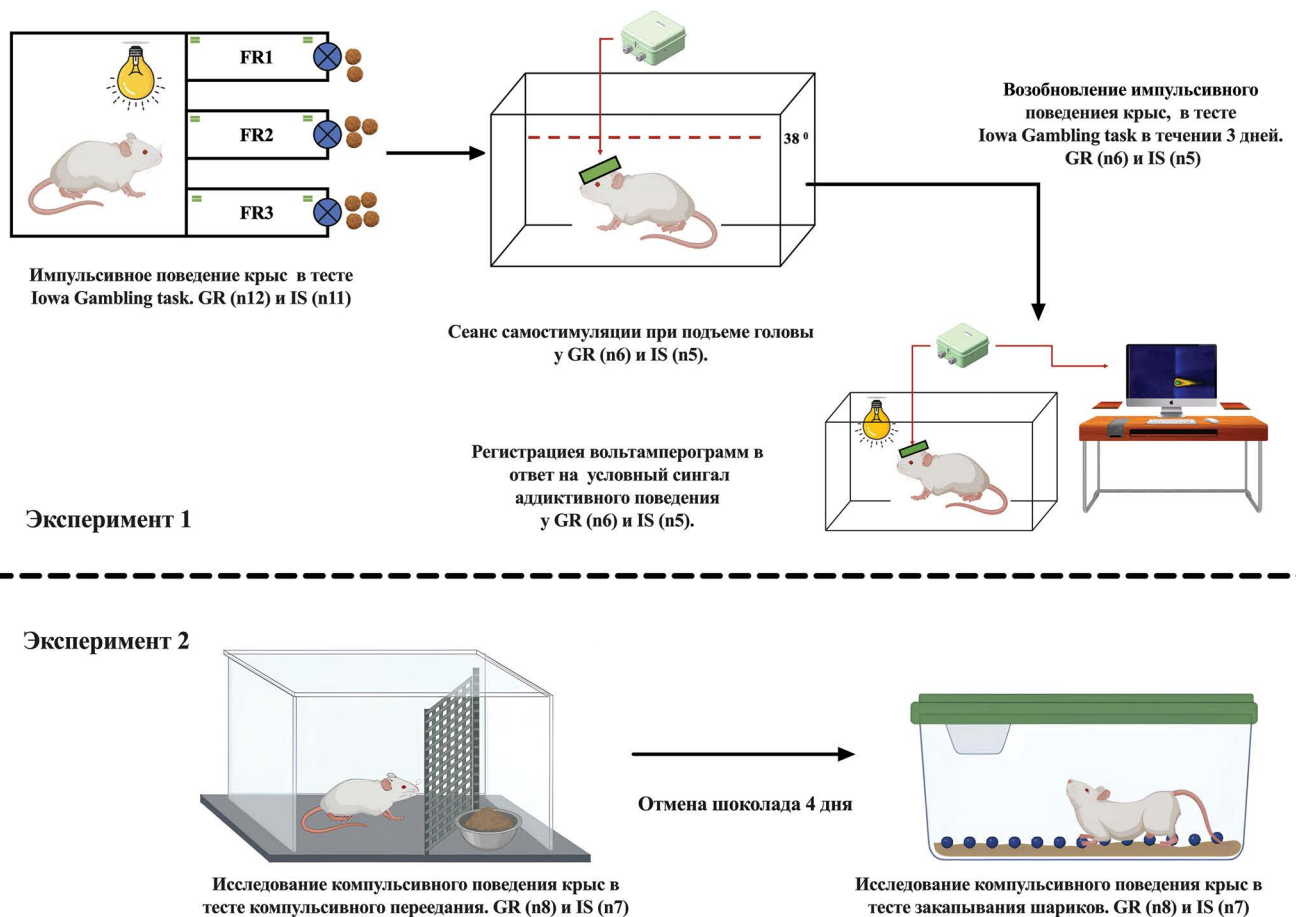 FR1
FR2
FR3
Импульсивное поведение крыс в тесте
Iowa Gambling task. GR (n12) и IS (n11)
38 0
Сеанс самостимуляции при подъеме головы
у GR (n6) и IS (n5).
Возобновление импульсивного
поведениея крыс, в тесте
Iowa Gambling task в течении 3 дней.
GR (n6) и IS (n5)
Регистрациея вольтамперограмм в
ответ на условный сингал
аддиктивного поведения
у GR (n6) и IS (n5).
Эксперимент 1
Эксперимент 2
Отмена шоколада 4 дня
Исследование компульсивного поведения крыс в
тесте компульсивного переедания. GR (n8) и IS (n7)
Исследование компульсивного поведения крыс в
тесте закапывания шариков. GR (n8) и IS (n7)